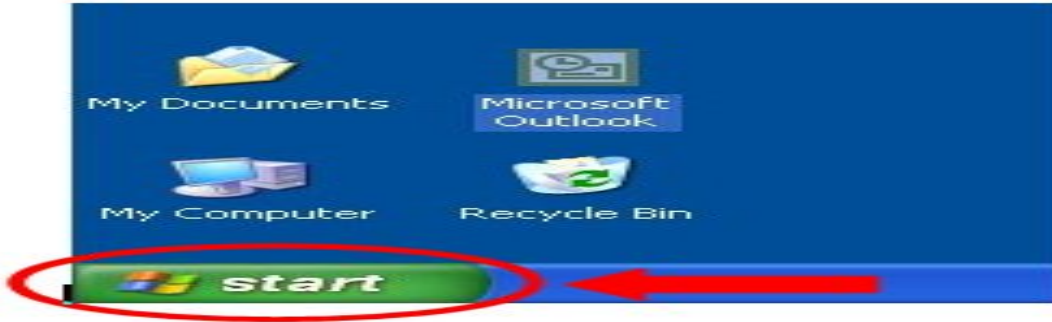 My Documents
Microsoft
Outlook
My Computer
Recycle Bin
start